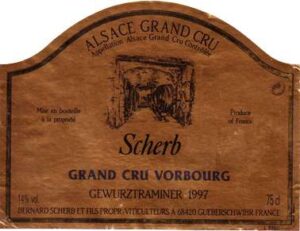 ALSACE GRAND CRU
Appellation Alsace Grand Cru Contrôlée
Mise en bouteille
à la propriété
Produce
of France
Scherb
GRAND CRU VORBOURG
GEWURZTRAMINER 1997
14% vol.
75cl
BERNARD SCHERB ET FILS PROPR.-VITICULTEURS A 68420 GUEBERSCHWIHR FRANCE